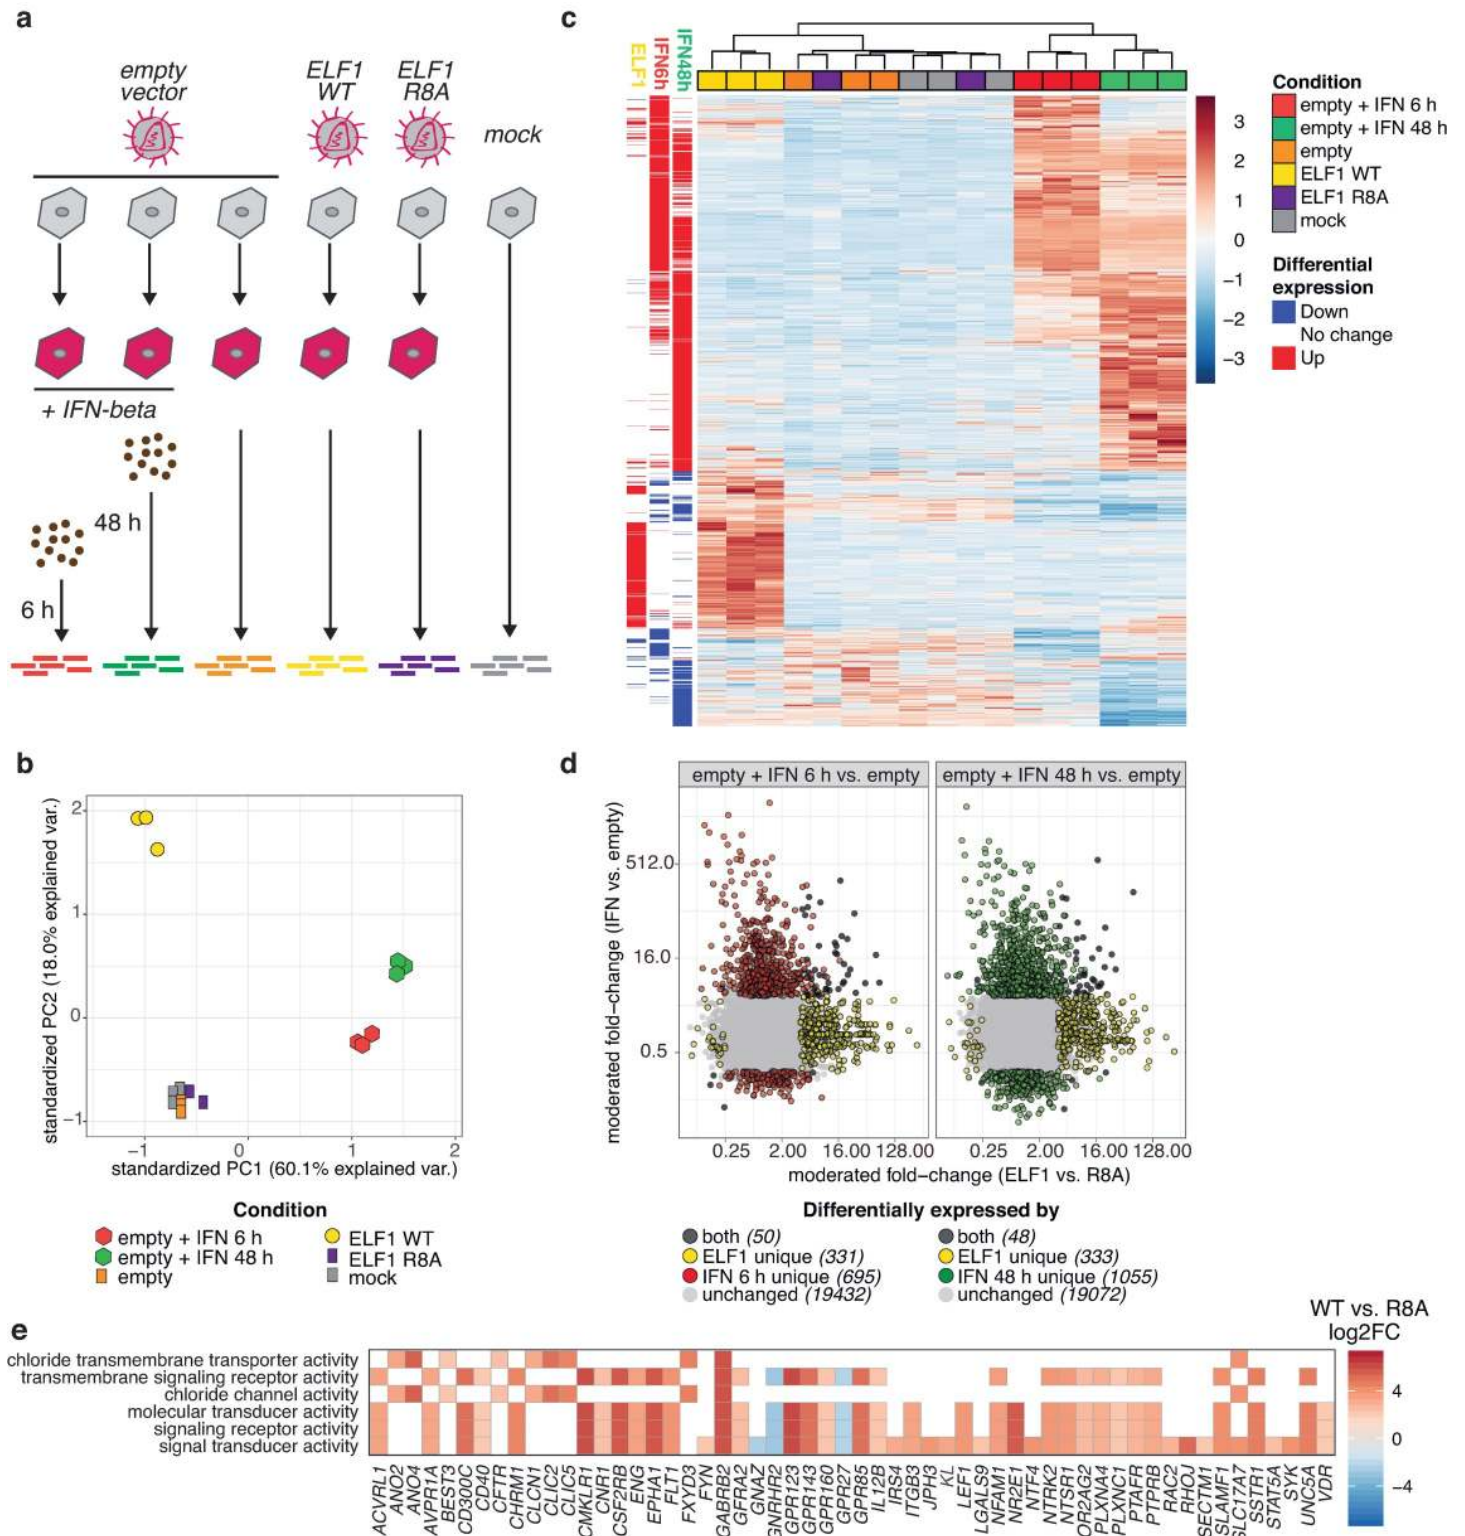 a
empty
vector
ELF1
WT
ELF1
R8A
mock
+ IFN-beta
48 h
6 h
c
ELF1
IFN6h
IFN48h
3
2
1
0
−1
−2
−3
Condition
empty + IFN 6 h
empty + IFN 48 h
empty
ELF1 WT
ELF1 R8A
mock
Differential
expression
Down
No change
Up
b
standardized PC2 (18.0% explained var.)
2
1
0
−1
−1
0
1
2
standardized PC1 (60.1% explained var.)
Condition
empty + IFN 6 h
empty + IFN 48 h
empty
ELF1 WT
ELF1 R8A
mock
d
empty + IFN 6 h vs. empty
empty + IFN 48 h vs. empty
moderated fold−change (IFN vs. empty)
512.0
16.0
0.5
0.25 2.00 16.00 128.00
0.25 2.00 16.00 128.00
moderated fold−change (ELF1 vs. R8A)
Differentially expressed by
both (50)
ELF1 unique (331)
IFN 6 h unique (695)
unchanged (19432)
both (48)
ELF1 unique (333)
IFN 48 h unique (1055)
unchanged (19072)
e
WT vs. R8A
log2FC
4
0
−4
chloride transmembrane transporter activity
transmembrane signaling receptor activity
chloride channel activity
molecular transducer activity
signaling receptor activity
signal transducer activity
ACVRL1
ANO2
ANO4
AVPR1A
BEST3
CD300C
CD40
CFTR
CHRM1
CLCN1
CLIC2
CLIC5
CMKLR1
CNR1
CSF2RB
ENG
EPHA1
FLT1
FXYD3
FYN
GABRB2
GFRA2
GNAZ
GNRHR2
GPR123
GPR143
GPR160
GPR27
GPR85
IL12B
IRS4
ITGB3
JPH3
KL
LEF1
LGALS9
NFAM1
NR2E1
NTF4
NTRK2
NTSR1
OR2AG2
PLXNA4
PLXNC1
PTAFR
PTPRB
RAC2
RHOJ
SECTM1
SLAMF1
SLC17A7
SSTR1
STAT5A
SYK
UNC5A
VDR